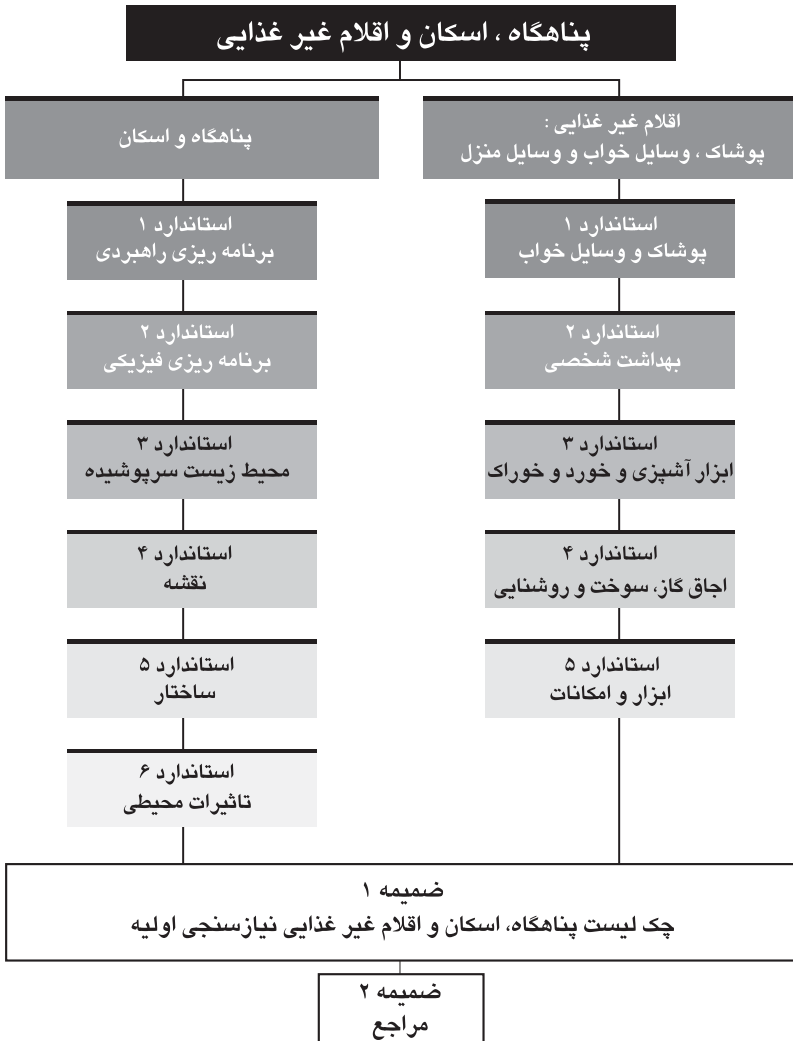 پناهگاه ، اسکان و اقلام غیر غذایی
اقلام غیر غذایی :
پوشاک ، وسایل خواب و وسایل منزل
استاندارد ۱
پوشاک و وسایل خواب
استاندارد ۲
بهداشت شخصی
استاندارد ۳
ابزار آشپزی و خورد و خوراک
استاندارد ۴
اجاق گاز، سوخت و روشنایی
استاندارد ۵
ابزار و امکانات
پناهگاه و اسکان
استاندارد ۱
برنامه ریزی راهبردی
استاندارد ۲
برنامه ریزی فیزیکی
استاندارد ۳
محیط زیست سرپوشیده
استاندارد ۴
نقشه
استاندارد ۵
ساختار
استاندارد ۶
تاثیرات محیطی
ضمیمه ۱
چک لیست پناهگاه، اسکان و اقلام غیر غذایی نیازسنجی اولیه
ضمیمه ۲
مراجع